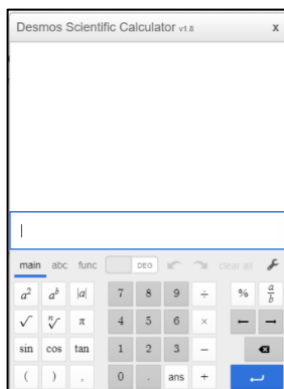 Desmos Scientific Calculator v1.8 x
main abc func DEG clear all
a² aᵇ |a| 7 8 9 ÷ % a/b
√ ⁿ√ π 4 5 6 × ← →
sin cos tan 1 2 3 −
( ) , 0 . ans +